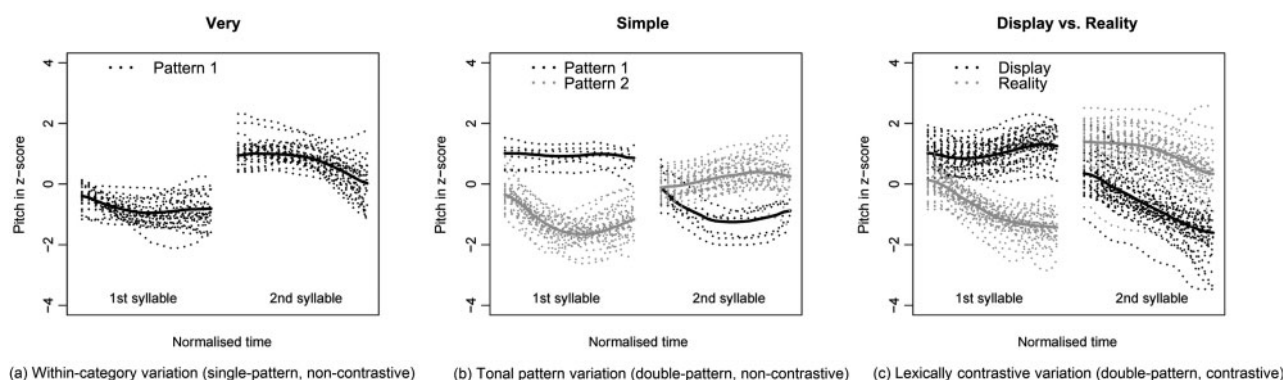 Very
Pitch in z-score
4
2
0
-2
-4
Pattern 1
1st syllable
2nd syllable
Normalised time
(a) Within-category variation (single-pattern, non-contrastive)
Simple
Pitch in z-score
4
2
0
-2
-4
Pattern 1
Pattern 2
1st syllable
2nd syllable
Normalised time
(b) Tonal pattern variation (double-pattern, non-contrastive)
Display vs. Reality
Pitch in z-score
4
2
0
-2
-4
Display
Reality
1st syllable
2nd syllable
Normalised time
(c) Lexically contrastive variation (double-pattern, contrastive)